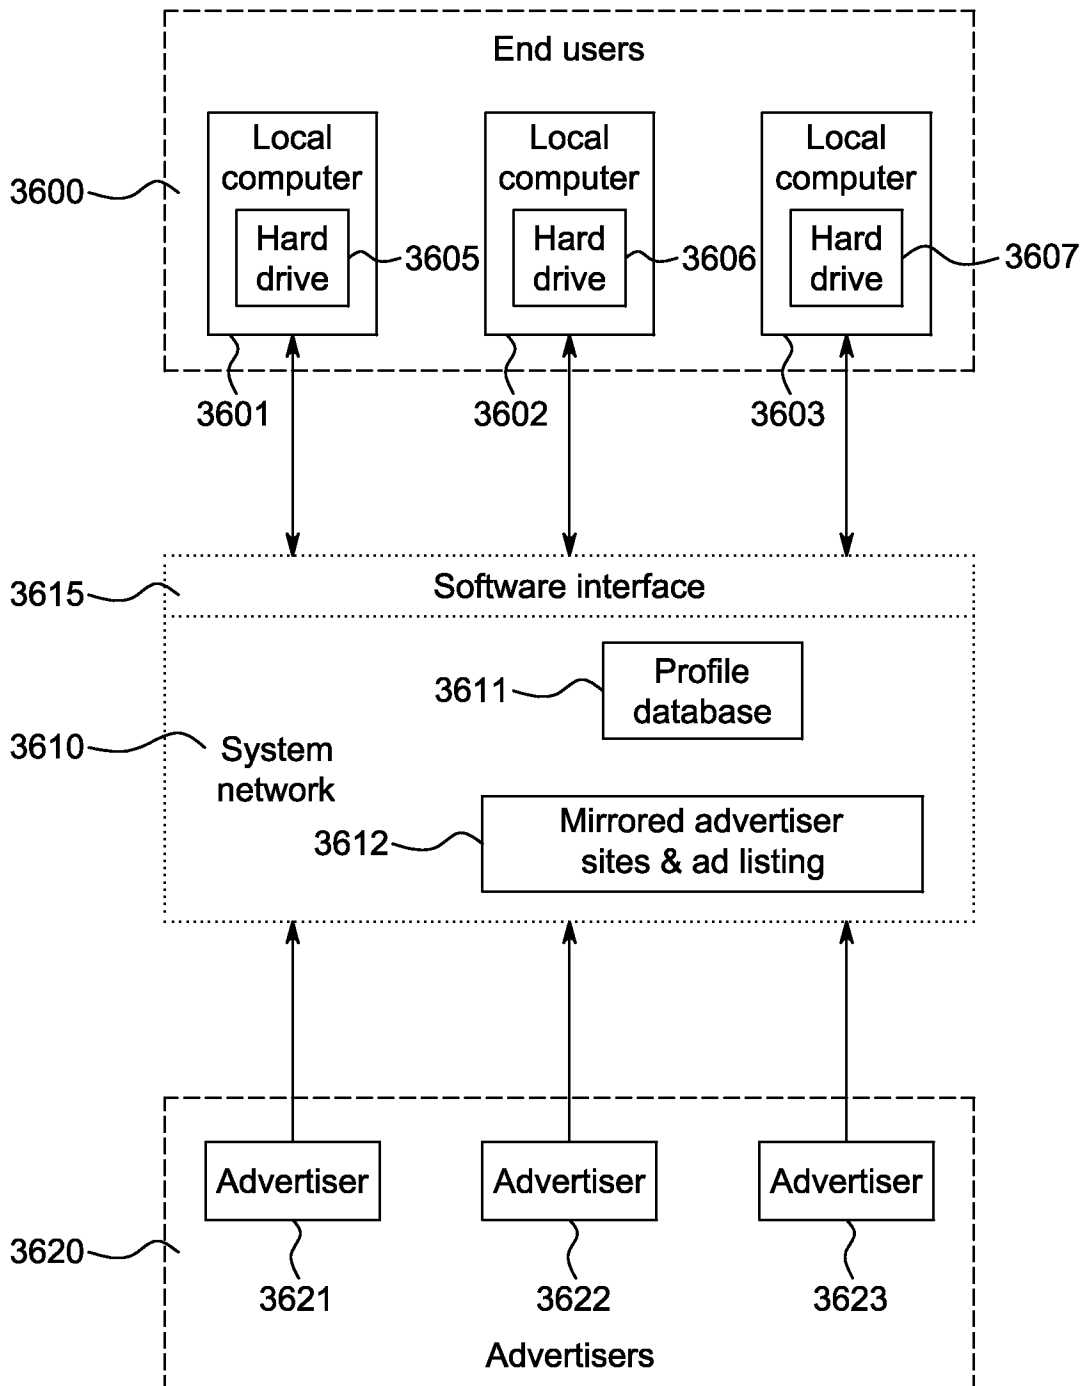 End users
Local
computer
Local
computer
Local
computer
3600
Hard
drive
3605
Hard
drive
3606
Hard
drive
3607
3601
3602
3603
3615
Software interface
3611
Profile
database
3610
System
network
3612
Mirrored advertiser
sites & ad listing
Advertiser
Advertiser
Advertiser
3620
3621
3622
3623
Advertisers